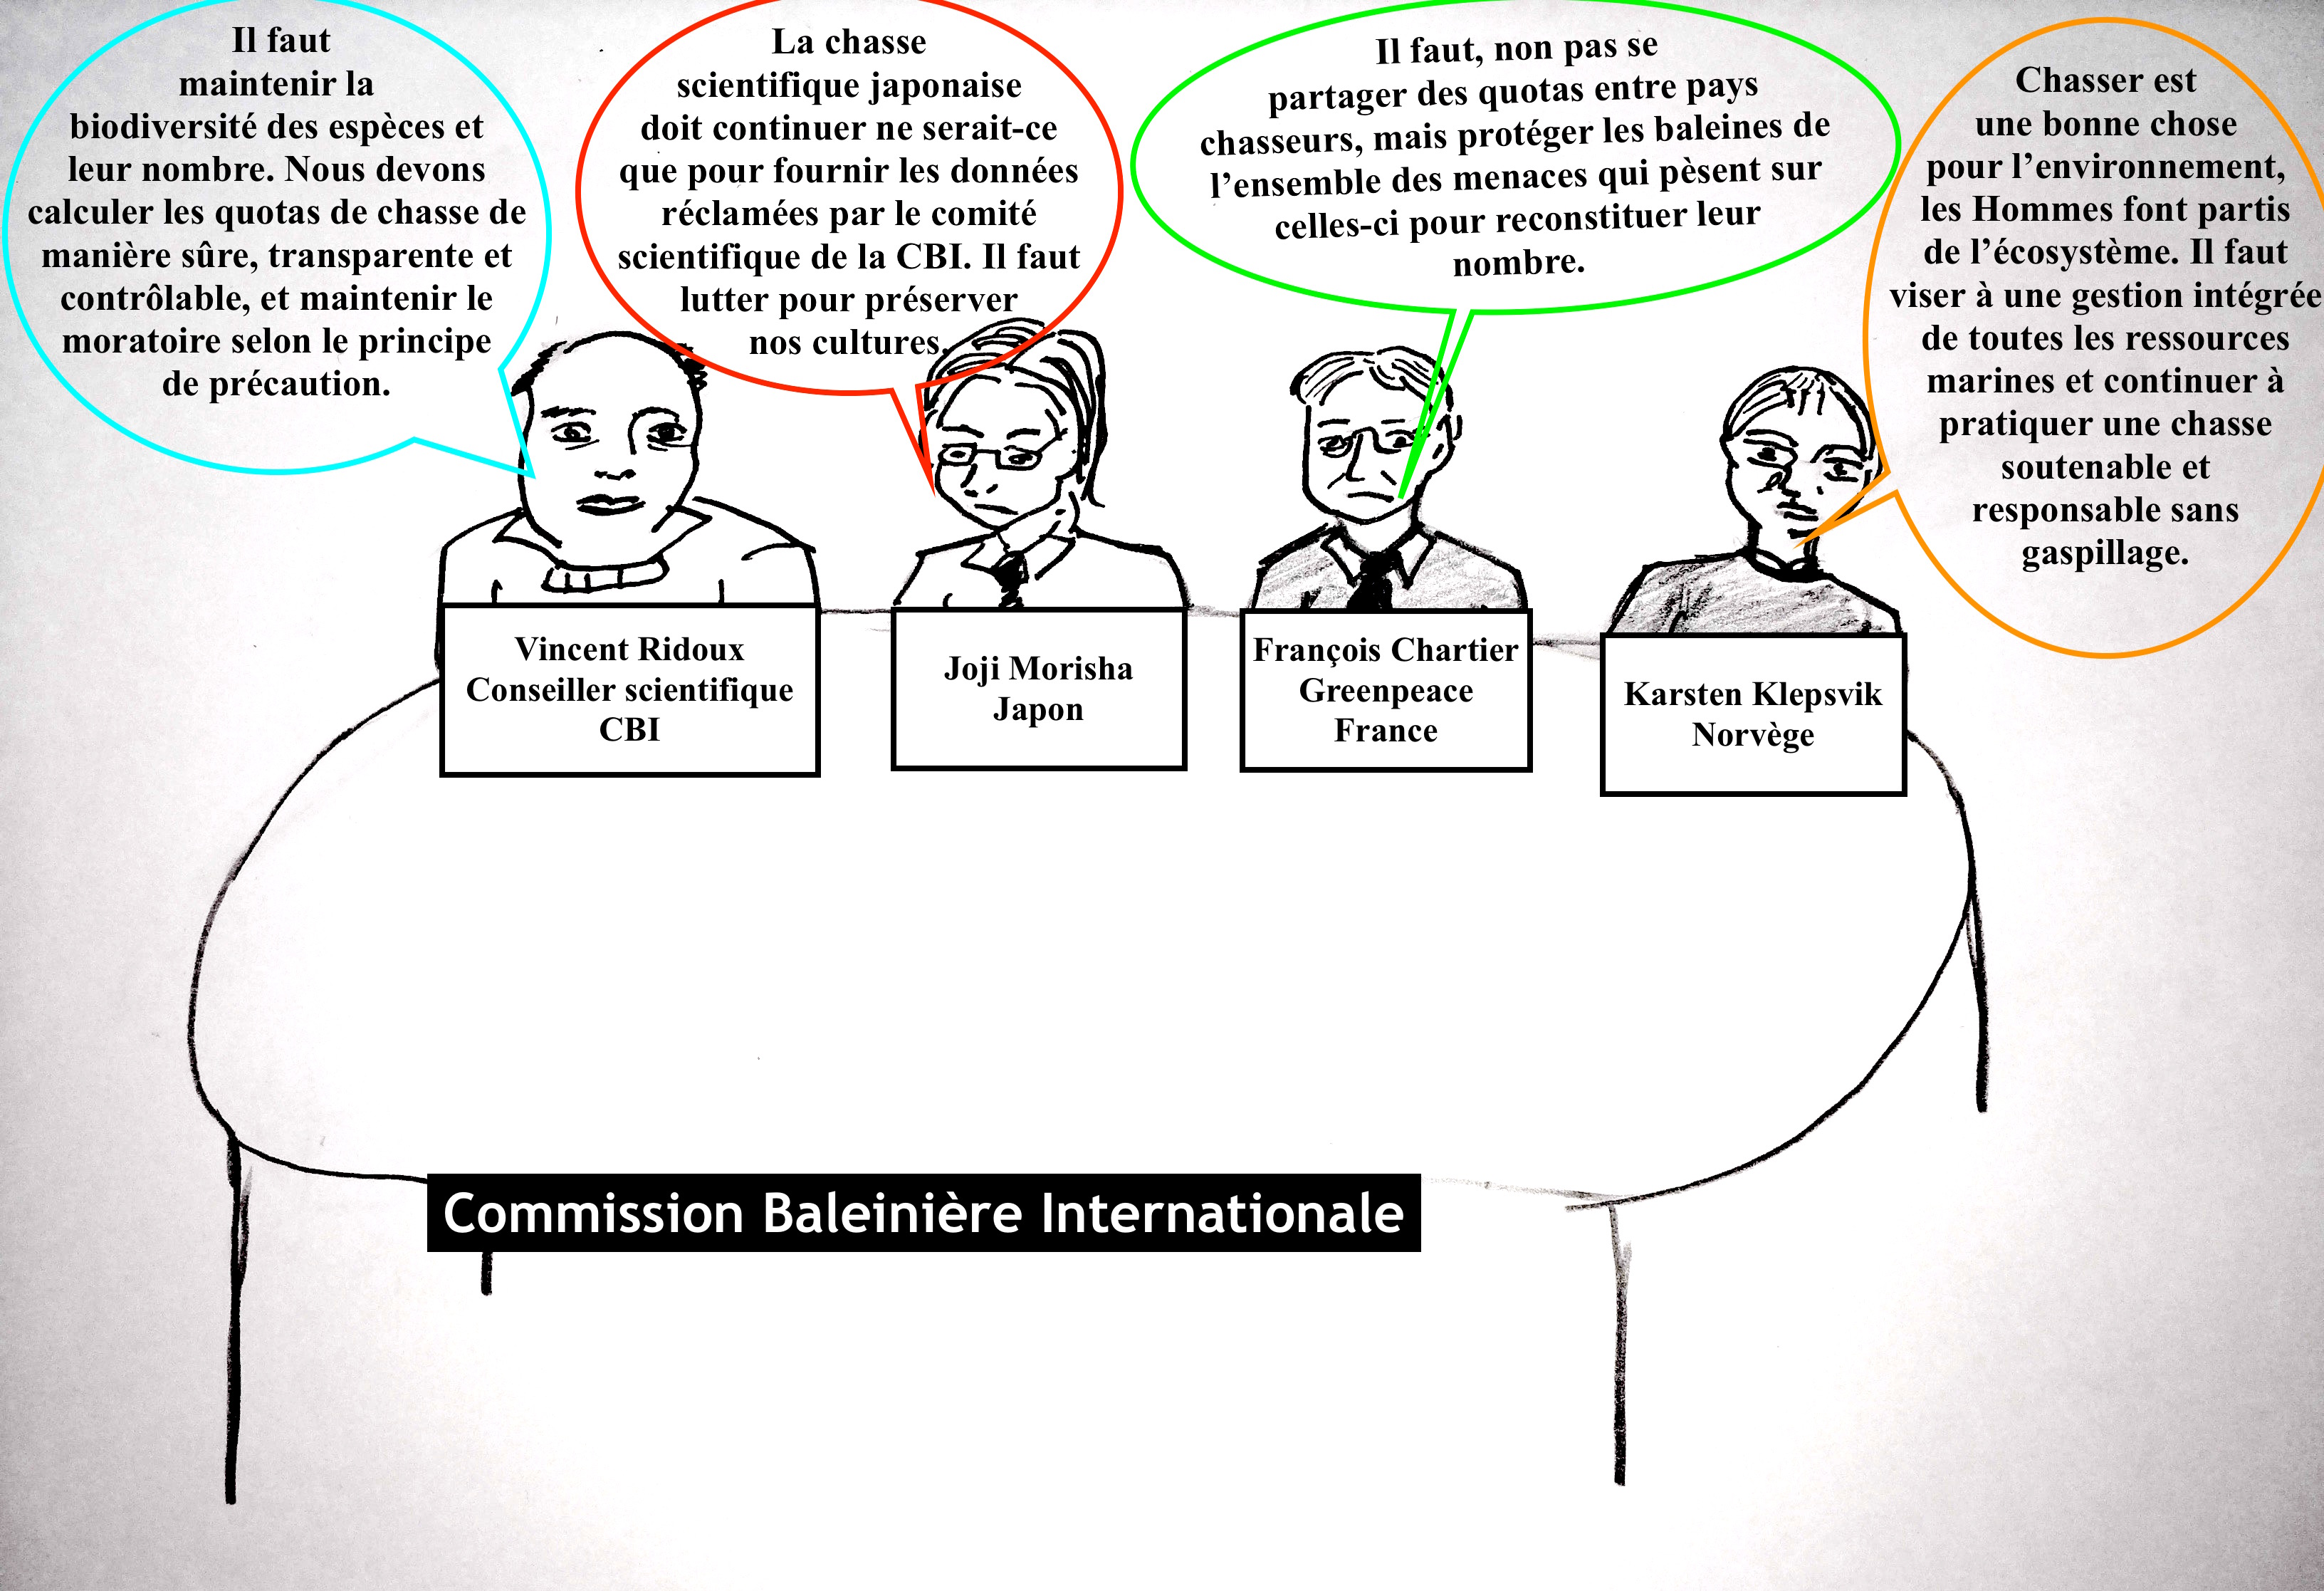 Il faut
maintenir la
biodiversité des espèces et
leur nombre. Nous devons
calculer les quotas de chasse de
manière sûre, transparente et
contrôlable, et maintenir le
moratoire selon le principe
de précaution.
La chasse
scientifique japonaise
doit continuer ne serait-ce
que pour fournir les données
réclamées par le comité
scientifique de la CBI. Il faut
lutter pour préserver
nos cultures.
Il faut, non pas se
partager des quotas entre pays
chasseurs, mais protéger les baleines de
l'ensemble des menaces qui pèsent sur
celles-ci pour reconstituer leur
nombre.
Chasser est
une bonne chose
pour l'environnement,
les Hommes font partis
de l'écosystème. Il faut
viser à une gestion intégrée
de toutes les ressources
marines et continuer à
pratiquer une chasse
soutenable et
responsable sans
gaspillage.
Vincent Ridoux
Conseiller scientifique
CBI
Joji Morisha
Japon
François Chartier
Greenpeace
France
Karsten Klepsvik
Norvège
Commission Baleinière Internationale